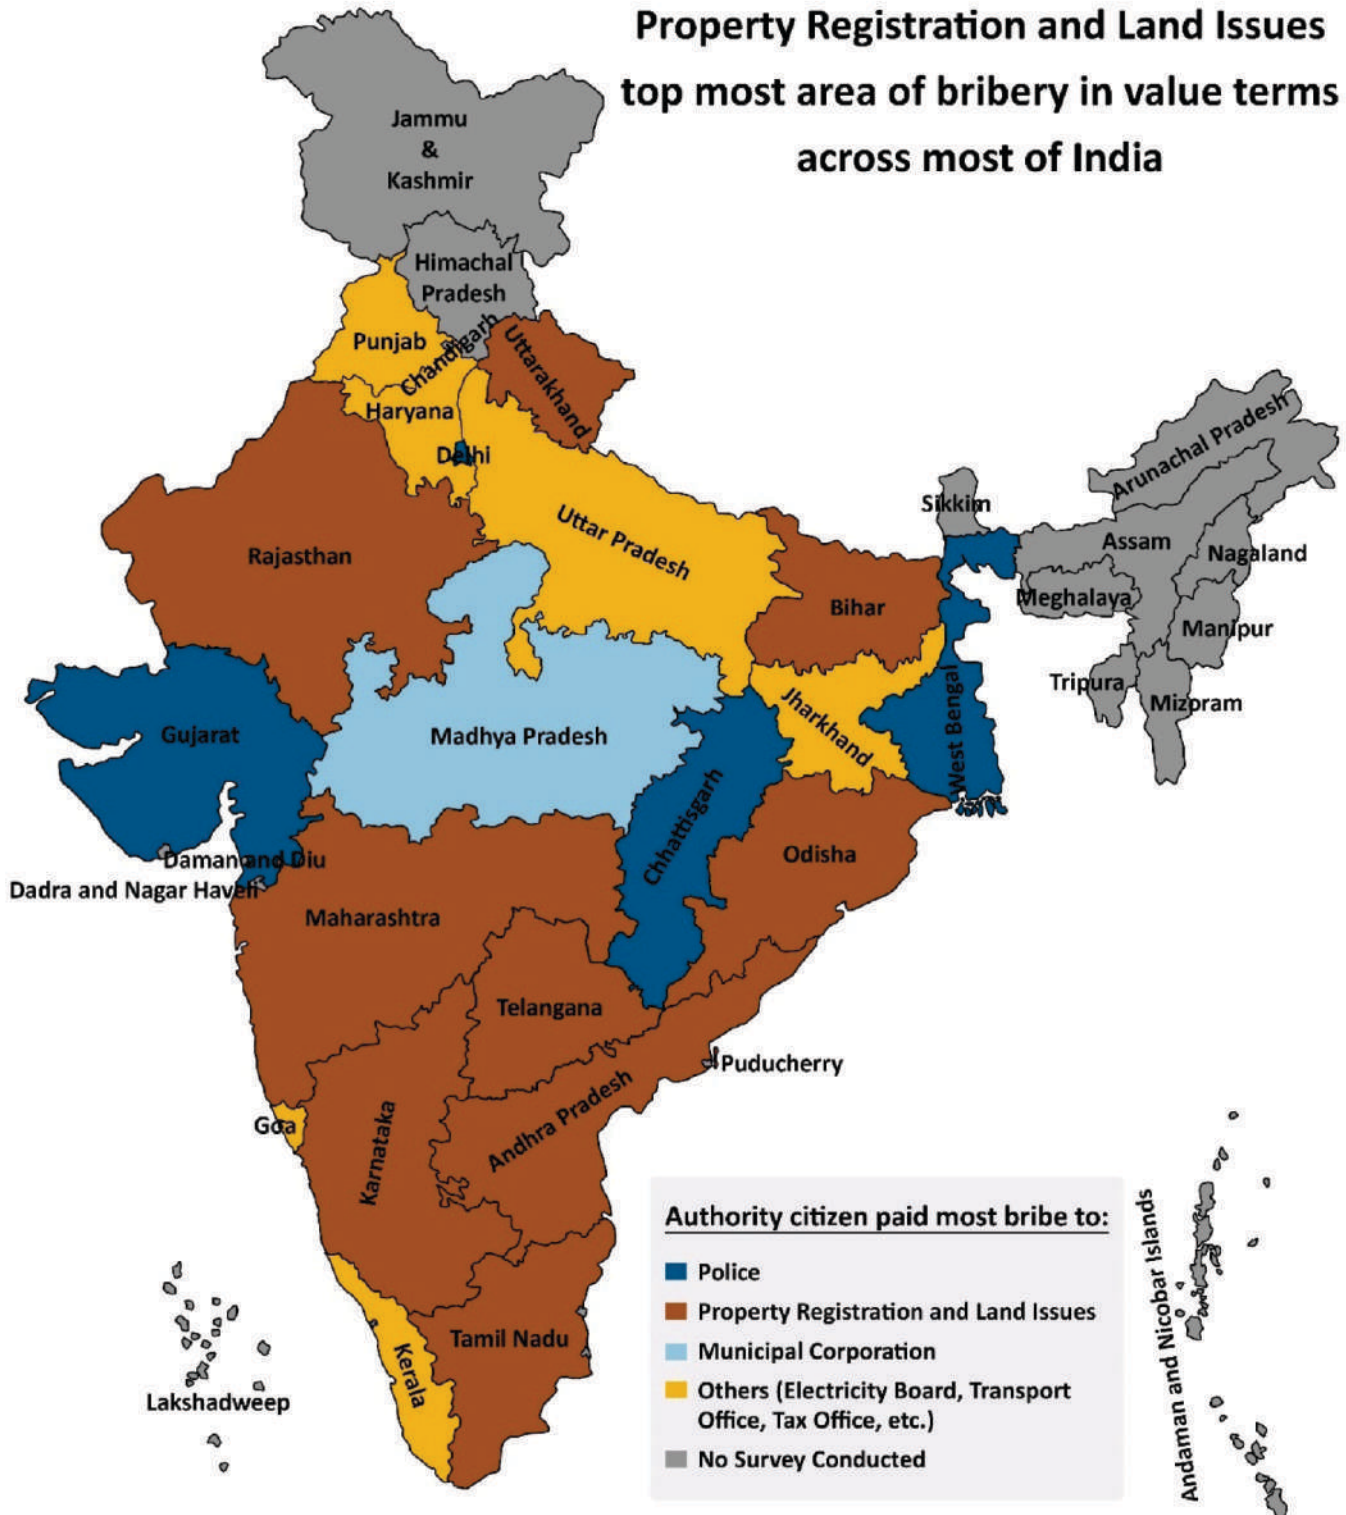 Property Registration and Land Issues
top most area of bribery in value terms
across most of India
Jammu
&
Kashmir
Himachal
Pradesh
Punjab
Chandigarh
Uttarakhand
Haryana
Delhi
Arunachal Pradesh
Sikkim
Uttar Pradesh
Rajasthan
Assam
Nagaland
Meghalaya
Bihar
Manipur
Tripura
Mizoram
Gujarat
Madhya Pradesh
Jharkhand
West Bengal
Chhattisgarh
Odisha
Daman and Diu
Dadra and Nagar Haveli
Maharashtra
Telangana
Puducherry
Andhra Pradesh
Goa
Karnataka
Tamil Nadu
Kerala
Lakshadweep
Authority citizen paid most bribe to:
Police
Property Registration and Land Issues
Municipal Corporation
Others (Electricity Board, Transport
Office, Tax Office, etc.)
No Survey Conducted
Andaman and Nicobar Islands